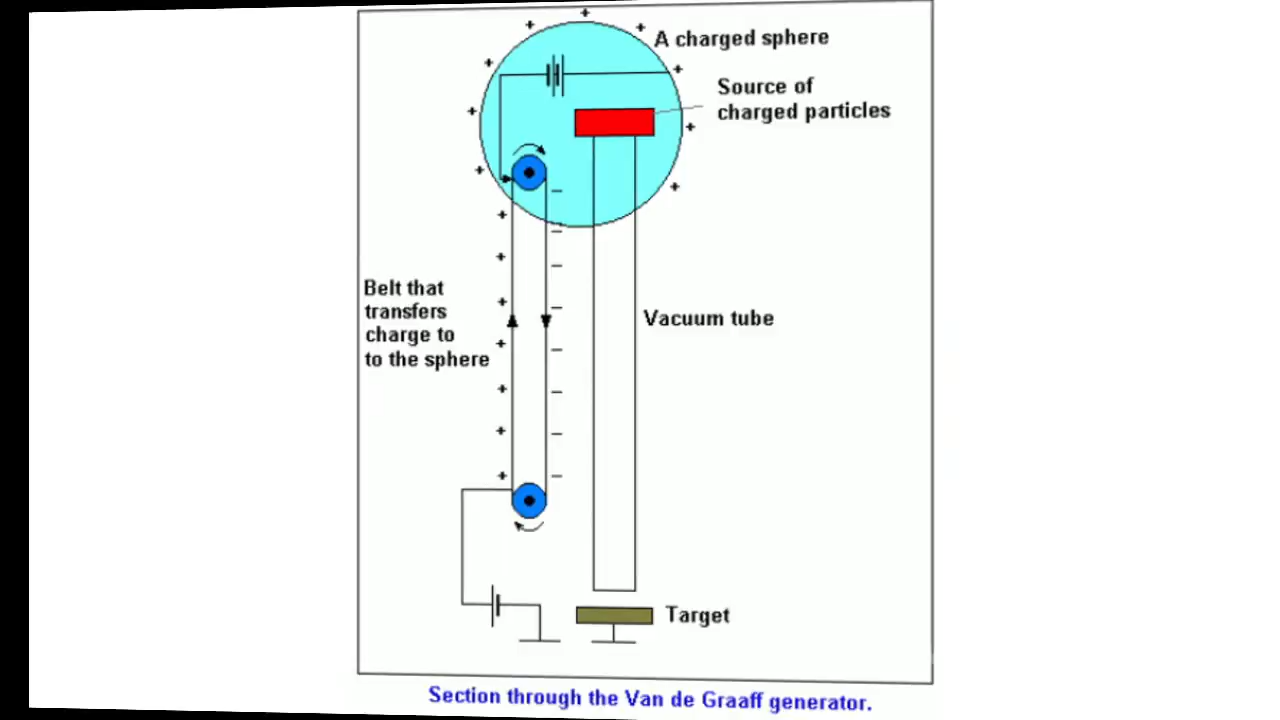 A charged sphere
Source of
charged particles
Belt that
transfers
charge to
to the sphere
Vacuum tube
Target
Section through the Van de Graaff generator.